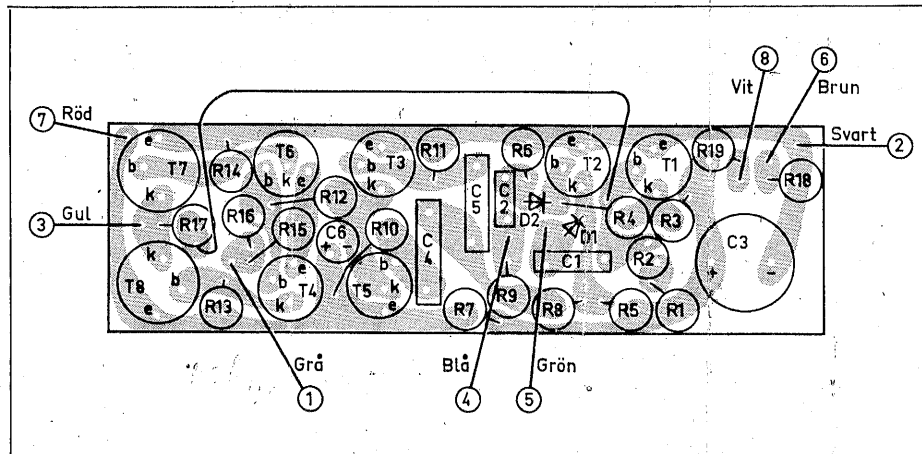 6
8
Vit Brun
7 Röd
Svart 2
e T7 b k
R14
T6 b k e
e b k T3
R11
R6
e T2
T1 b k
R19
R18
R12
C5
C2
D2
D1
R4
R3
3 Gul
R17
R16
R15
C6 + -
R10
C4
C1
R2
C3 + -
T8 k b e
R13
e b k T4
T5 b k e
R7
R9
R8
R5
R1
Grå Blå Grön
1
4
5